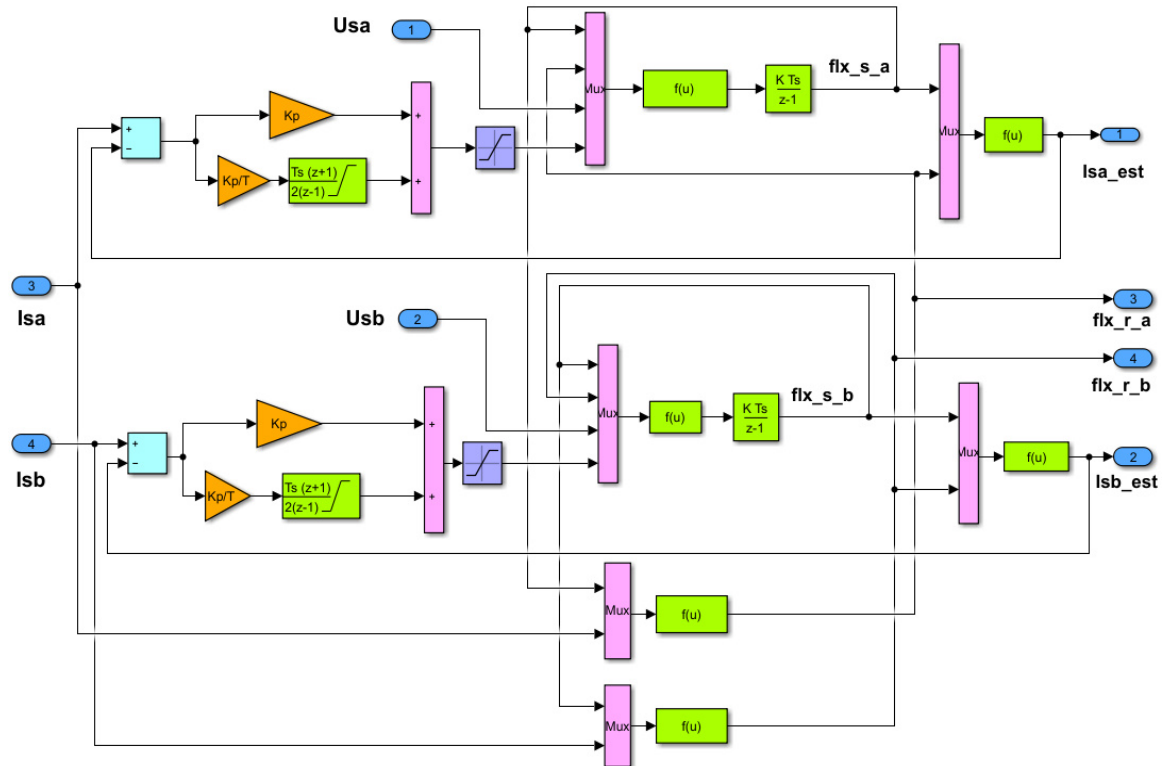 Usa
1
Mux
f(u)
K Ts
z-1
flx_s_a
Mux
f(u)
1
Isa_est
+
−
Kp
Kp/T
Ts (z+1)
2(z-1)
+
+
3
Isa
Usb
2
3
flx_r_a
4
flx_r_b
Mux
f(u)
K Ts
z-1
flx_s_b
Mux
f(u)
2
Isb_est
4
Isb
+
−
Kp
Kp/T
Ts (z+1)
2(z-1)
+
+
Mux
f(u)
Mux
f(u)